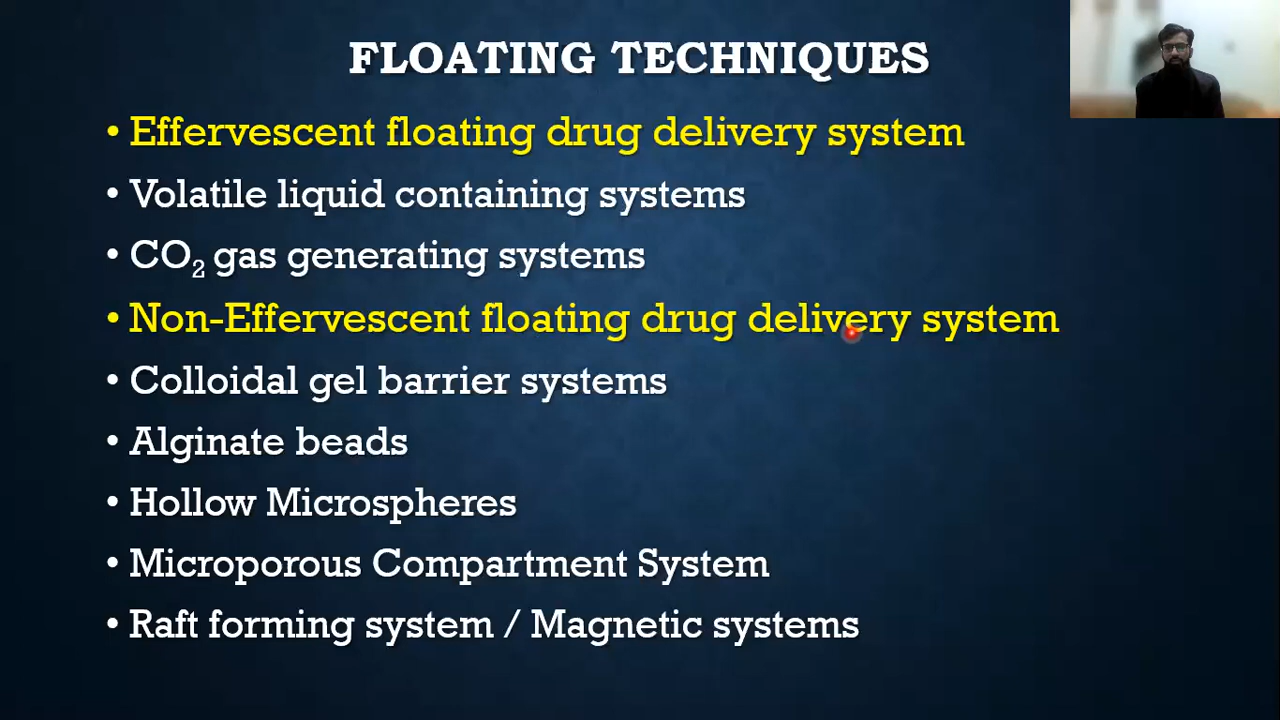 FLOATING TECHNIQUES
• Effervescent floating drug delivery system
• Volatile liquid containing systems
• CO₂ gas generating systems
• Non-Effervescent floating drug delivery system
• Colloidal gel barrier systems
• Alginate beads
• Hollow Microspheres
• Microporous Compartment System
• Raft forming system / Magnetic systems